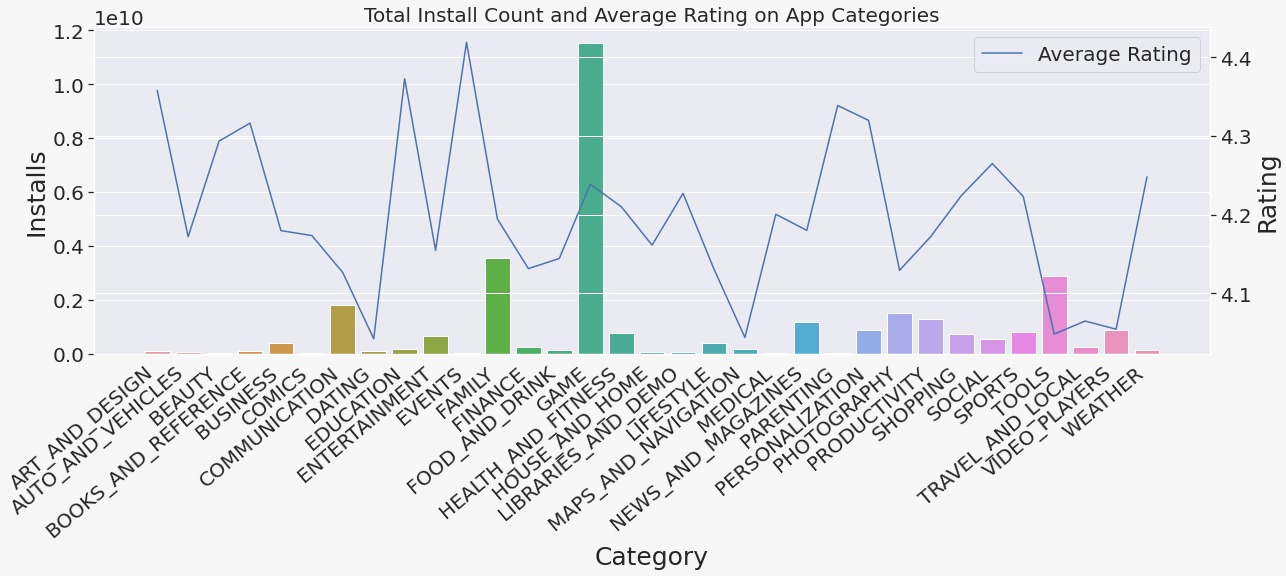 Total Install Count and Average Rating on App Categories
1e10
Average Rating
1.2
1.0
0.8
0.6
0.4
0.2
0.0
Installs
4.4
4.3
4.2
4.1
Rating
ART_AND_DESIGN
AUTO_AND_VEHICLES
BEAUTY
BOOKS_AND_REFERENCE
BUSINESS
COMICS
COMMUNICATION
DATING
EDUCATION
ENTERTAINMENT
EVENTS
FAMILY
FINANCE
FOOD_AND_DRINK
GAME
HEALTH_AND_FITNESS
HOUSE_AND_HOME
LIBRARIES_AND_DEMO
LIFESTYLE
MAPS_AND_NAVIGATION
MEDICAL
NEWS_AND_MAGAZINES
PARENTING
PERSONALIZATION
PHOTOGRAPHY
PRODUCTIVITY
SHOPPING
SOCIAL
SPORTS
TOOLS
TRAVEL_AND_LOCAL
VIDEO_PLAYERS
WEATHER
Category